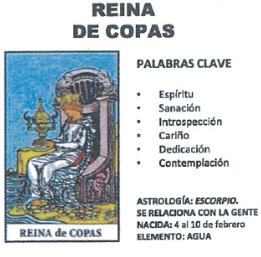 REINA
DE COPAS
PALABRAS CLAVE
• Espíritu
• Sanación
• Introspección
• Cariño
• Dedicación
• Contemplación
ASTROLOGÍA: ESCORPIO.
SE RELACIONA CON LA GENTE
NACIDA: 4 al 10 de febrero
ELEMENTO: AGUA
REINA de COPAS